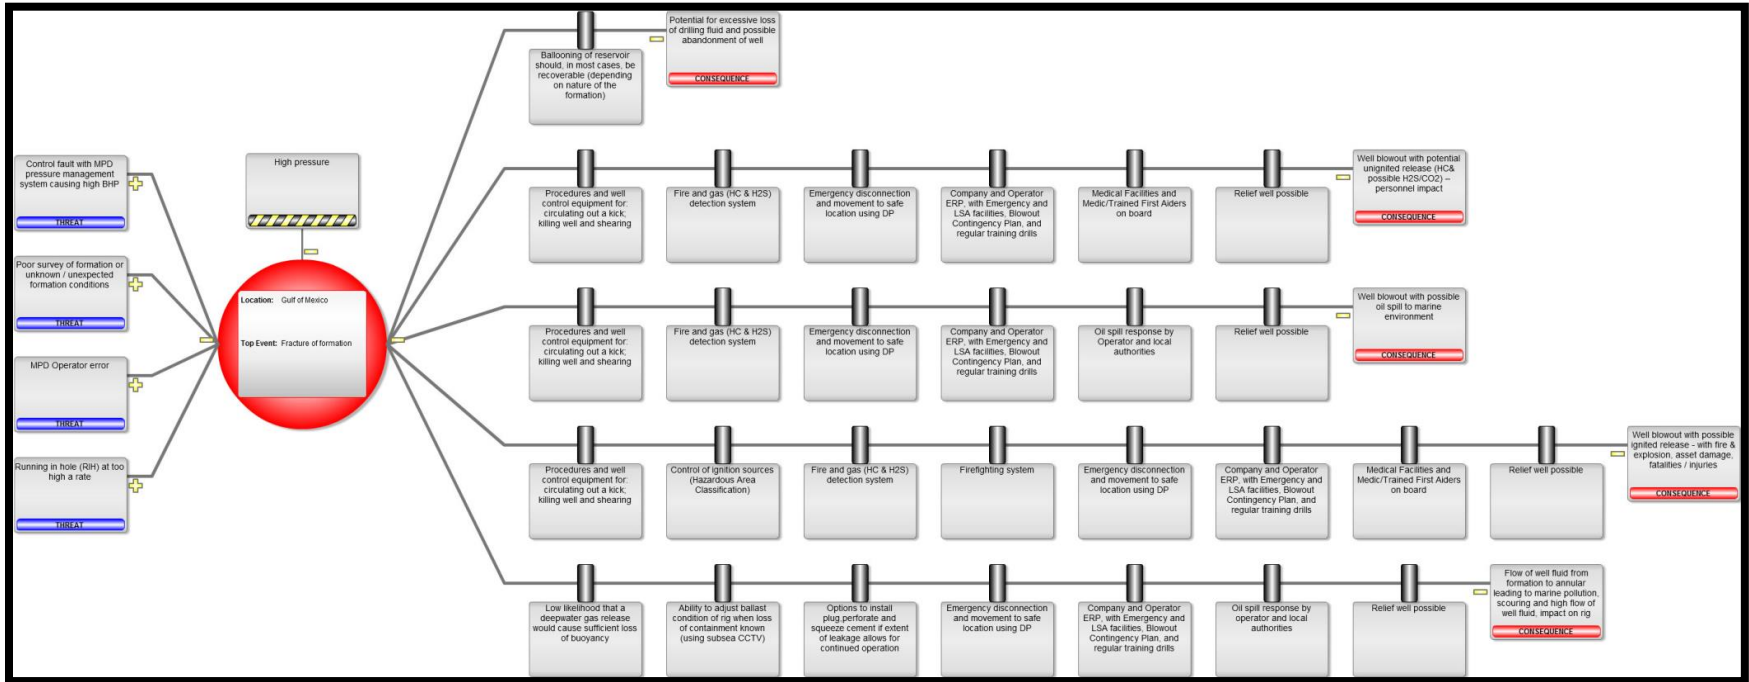 Control fault with MPD
pressure management
system causing high BHP
THREAT
Poor survey of formation or
unknown / unexpected
formation conditions
THREAT
MPD Operator error
THREAT
Running in hole (RIH) at too
high a rate
THREAT
High pressure
Location: Gulf of Mexico
Top Event: Fracture of formation
Ballooning of reservoir
should, in most cases, be
recoverable (depending
on nature of the
formation)
Potential for excessive loss
of drilling fluid and possible
abandonment of well
CONSEQUENCE
Procedures and well
control equipment for:
circulating out a kick;
killing well and shearing
Fire and gas (HC & H2S)
detection system
Emergency disconnection
and movement to safe
location using DP
Company and Operator
ERP, with Emergency and
LSA facilities, Blowout
Contingency Plan, and
regular training drills
Medical Facilities and
Medic/Trained First Aiders
on board
Relief well possible
Well blowout with potential
unignited release (HC&
possible H2S/CO2) –
personnel impact
CONSEQUENCE
Procedures and well
control equipment for:
circulating out a kick;
killing well and shearing
Fire and gas (HC & H2S)
detection system
Emergency disconnection
and movement to safe
location using DP
Company and Operator
ERP, with Emergency and
LSA facilities, Blowout
Contingency Plan, and
regular training drills
Oil spill response by
Operator and local
authorities
Relief well possible
Well blowout with possible
oil spill to marine
environment
CONSEQUENCE
Procedures and well
control equipment for:
circulating out a kick;
killing well and shearing
Control of ignition sources
(Hazardous Area
Classification)
Fire and gas (HC & H2S)
detection system
Firefighting system
Emergency disconnection
and movement to safe
location using DP
Company and Operator
ERP, with Emergency and
LSA facilities, Blowout
Contingency Plan, and
regular training drills
Medical Facilities and
Medic/Trained First Aiders
on board
Relief well possible
Well blowout with possible
ignited release - with fire &
explosion, asset damage,
fatalities / injuries
CONSEQUENCE
Low likelihood that a
deepwater gas release
would cause sufficient loss
of buoyancy
Ability to adjust ballast
condition of rig when loss
of containment known
(using subsea CCTV)
Options to install
plug,perforate and
squeeze cement if extent
of leakage allows for
continued operation
Emergency disconnection
and movement to safe
location using DP
Company and Operator
ERP, with Emergency and
LSA facilities, Blowout
Contingency Plan, and
regular training drills
Oil spill response by
operator and local
authorities
Relief well possible
Flow of well fluid from
formation to annular
leading to marine pollution,
scouring and high flow of
well fluid, impact on rig
CONSEQUENCE